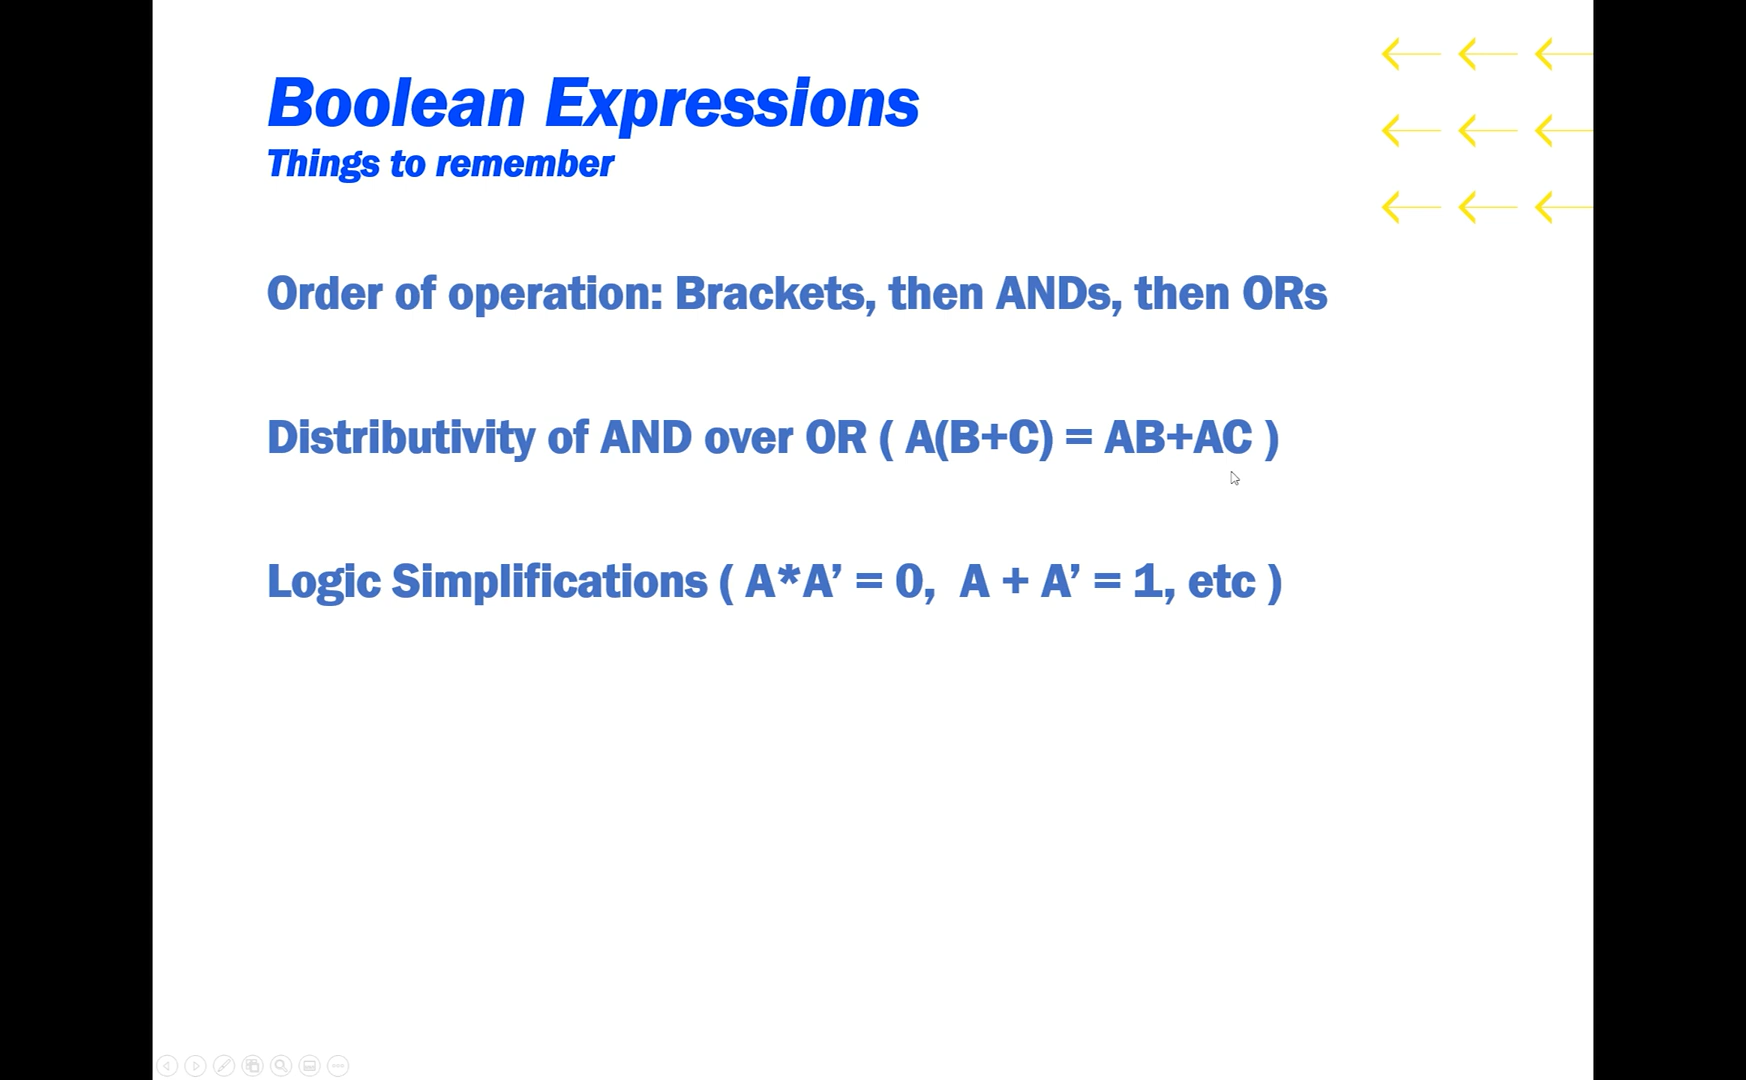 Boolean Expressions
Things to remember
Order of operation: Brackets, then ANDs, then ORs
Distributivity of AND over OR ( A(B+C) = AB+AC )
Logic Simplifications ( A*A’ = 0,  A + A’ = 1, etc )